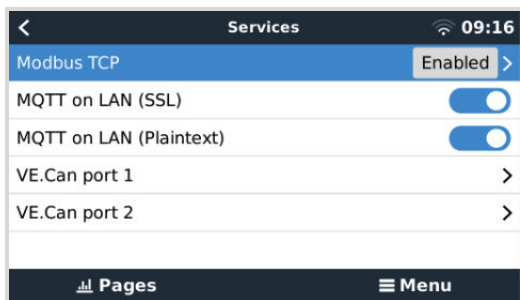 Services 09:16
Modbus TCP Enabled
MQTT on LAN (SSL)
MQTT on LAN (Plaintext)
VE.Can port 1
VE.Can port 2
Pages Menu